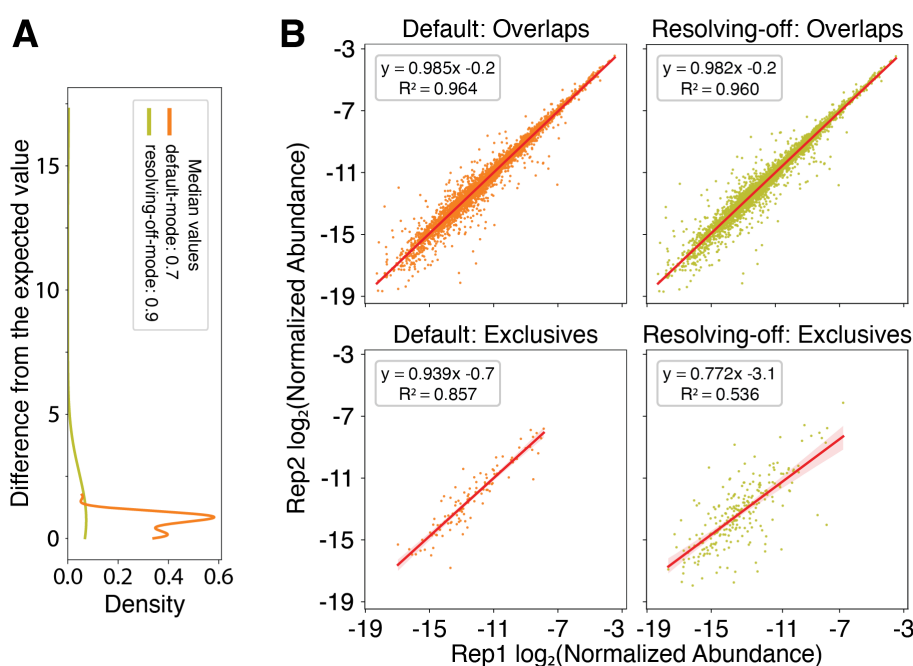 A
Difference from the expected value
15
10
5
0
0.0 0.2 0.4 0.6
Density
Median values
default-mode: 0.7
resolving-off-mode: 0.9
B
Default: Overlaps
y = 0.985x -0.2
R² = 0.964
Resolving-off: Overlaps
y = 0.982x -0.2
R² = 0.960
-3
-7
-11
-15
-19
Default: Exclusives
y = 0.939x -0.7
R² = 0.857
Resolving-off: Exclusives
y = 0.772x -3.1
R² = 0.536
-3
-7
-11
-15
-19
Rep2 log₂(Normalized Abundance)
-19 -15 -11 -7 -3 -19 -15 -11 -7 -3
Rep1 log₂(Normalized Abundance)